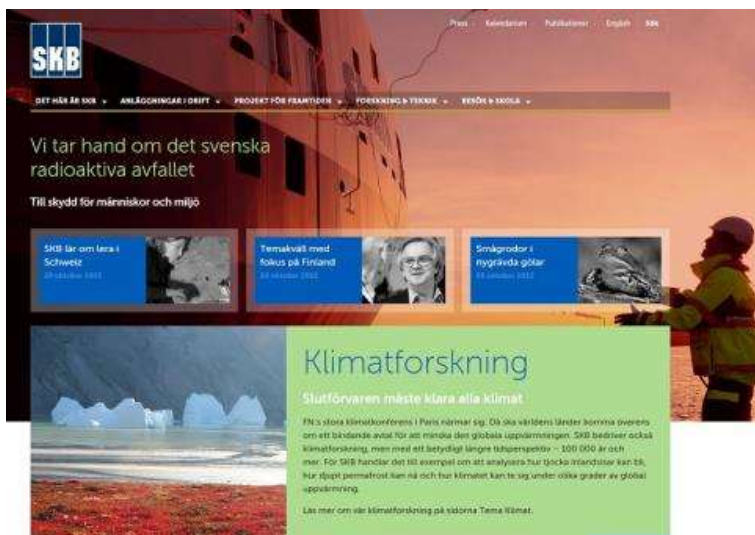 Press Kalendarium Publikationer English Sök
SKB
DET HÄR ÄR SKB ANLÄGGNINGAR I DRIFT PROJEKT FÖR FRAMTIDEN FORSKNING & TEKNIK BESÖK & SKOLA
Vi tar hand om det svenska
radioaktiva avfallet
Till skydd för människor och miljö
SKB lär om lera i
Schweiz
Temakväll med
fokus på Finland
Smågrodor i
nygrävda gölar
Klimatforskning
Slutförvaren måste klara alla klimat
FN:s stora klimatkonferens i Paris närmar sig. Då ska världens länder komma överens
om ett bindande avtal för att minska den globala uppvärmningen. SKB bedriver också
klimatforskning, men med ett betydligt längre tidsperspektiv – 100 000 år och
mer. För SKB handlar det till exempel om att analysera hur tjocka inlandsisar kan bli,
hur djupt permafrost kan nå och hur klimatet kan te sig under olika grader av global
uppvärmning.
Läs mer om vår klimatforskning på sidorna Tema Klimat.